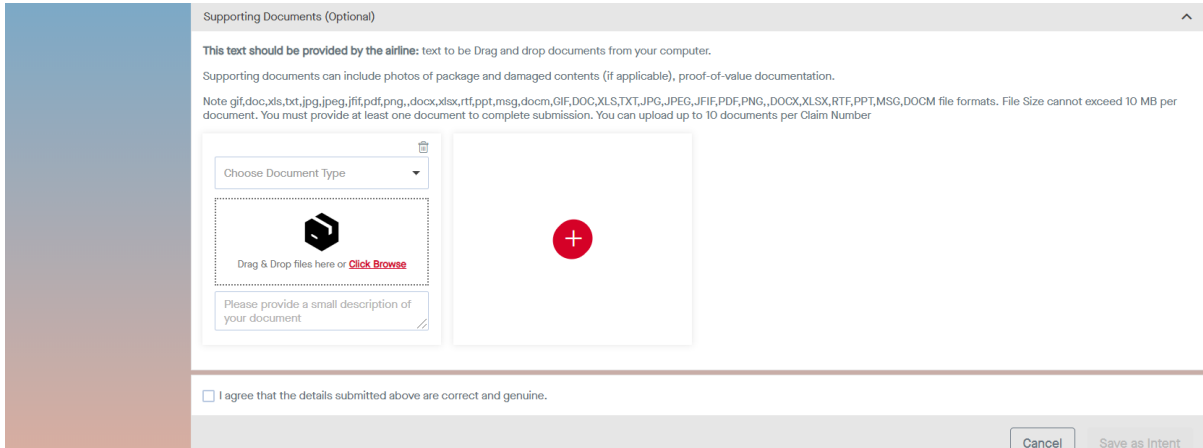 Supporting Documents (Optional)
This text should be provided by the airline: text to be Drag and drop documents from your computer.
Supporting documents can include photos of package and damaged contents (if applicable), proof-of-value documentation.
Note gif,doc,xls,txt,jpg,jpeg,jfif,pdf,png,,docx,xlsx,rtf,ppt,msg,docm,GIF,DOC,XLS,TXT,JPG,JPEG,JFIF,PDF,PNG,,DOCX,XLSX,RTF,PPT,MSG,DOCM file formats. File Size cannot exceed 10 MB per
document. You must provide at least one document to complete submission. You can upload up to 10 documents per Claim Number
Choose Document Type
Drag & Drop files here or Click Browse
Please provide a small description of
your document
I agree that the details submitted above are correct and genuine.
Cancel
Save as Intent